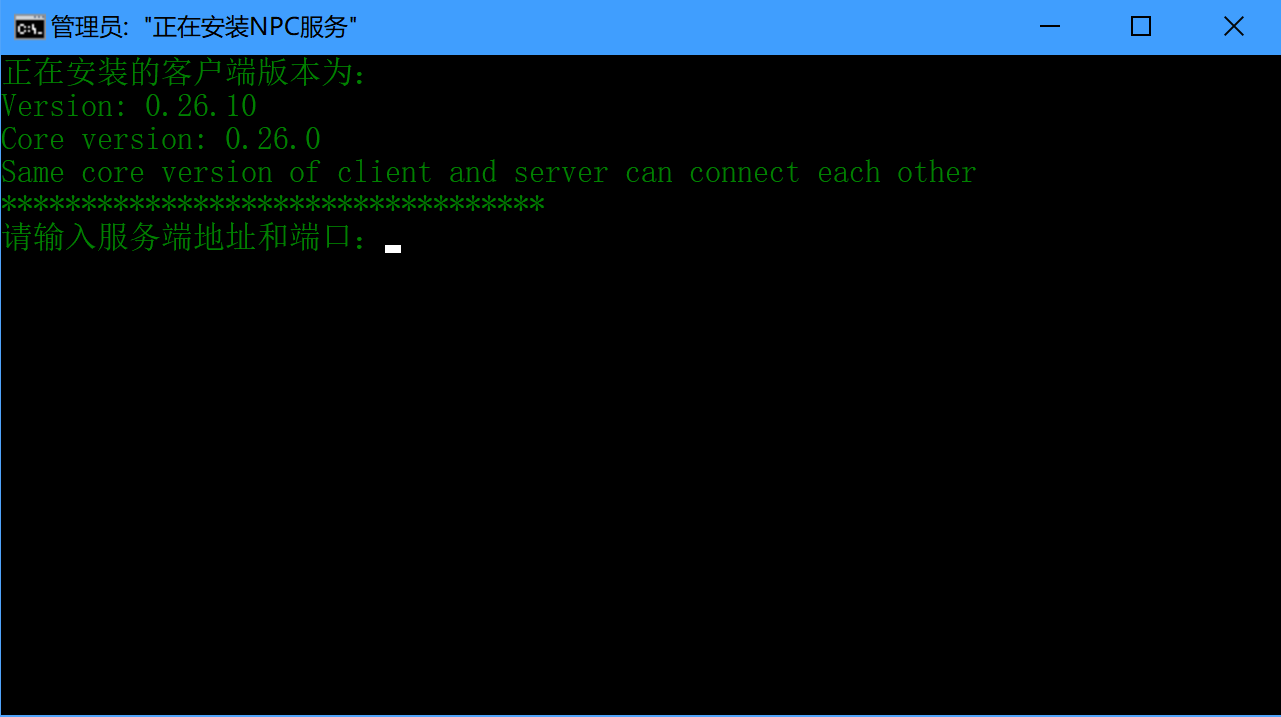 管理员: "正在安装NPC服务"
正在安装的客户端版本为:
Version: 0.26.10
Core version: 0.26.0
Same core version of client and server can connect each other
**********************************
请输入服务端地址和端口: